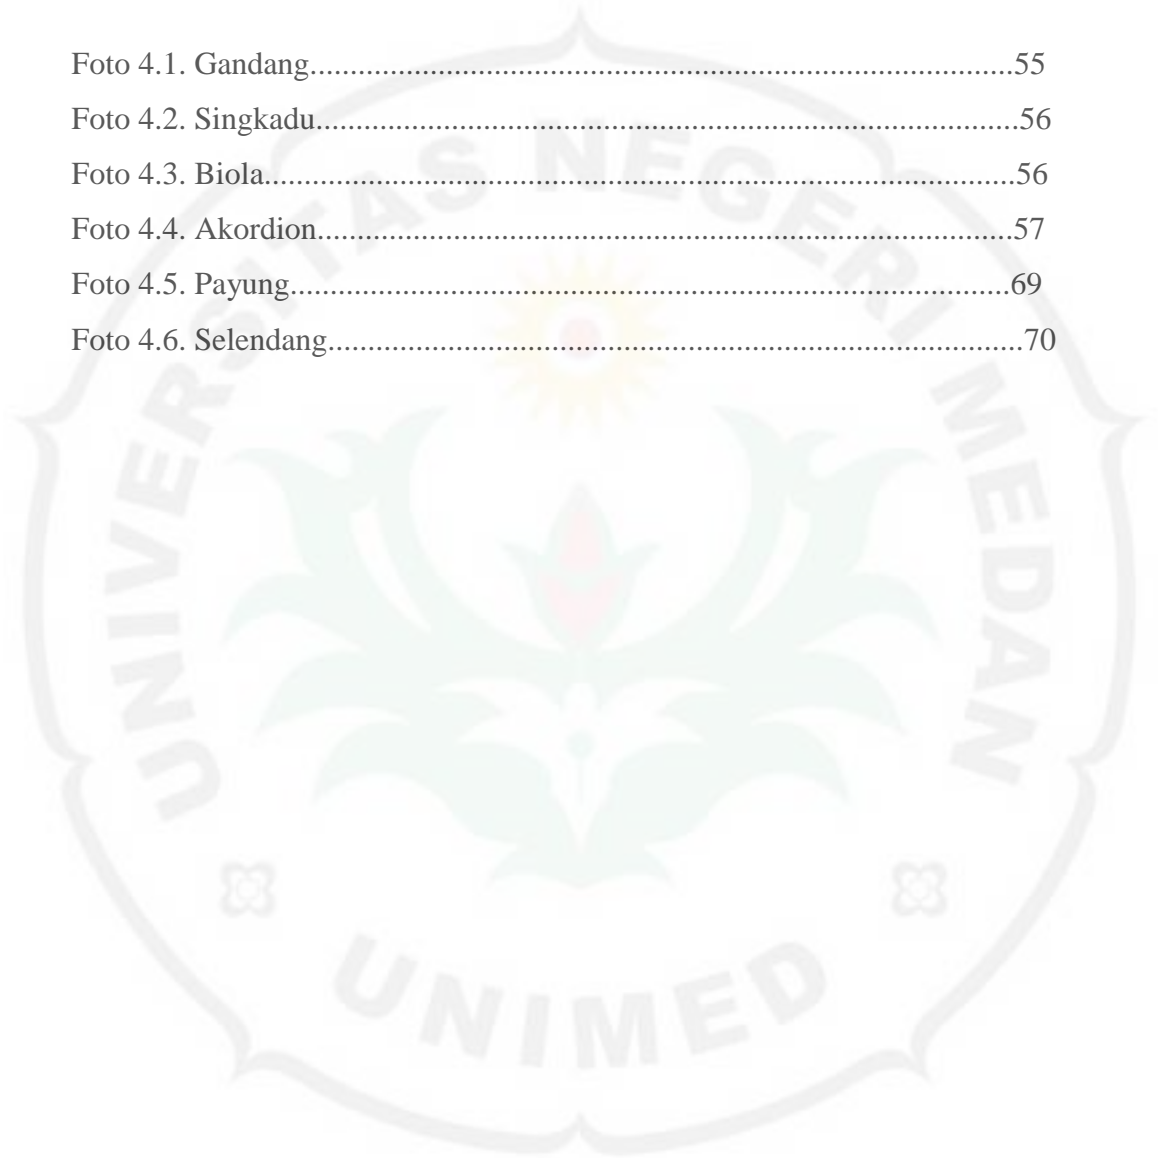 Foto 4.1. Gandang........................................................................................55
Foto 4.2. Singkadu........................................................................................56
Foto 4.3. Biola..............................................................................................56
Foto 4.4. Akordion.......................................................................................57
Foto 4.5. Payung..........................................................................................69
Foto 4.6. Selendang.......................................................................................70
UNIVERSITAS NEGERI MEDAN
UNIMED